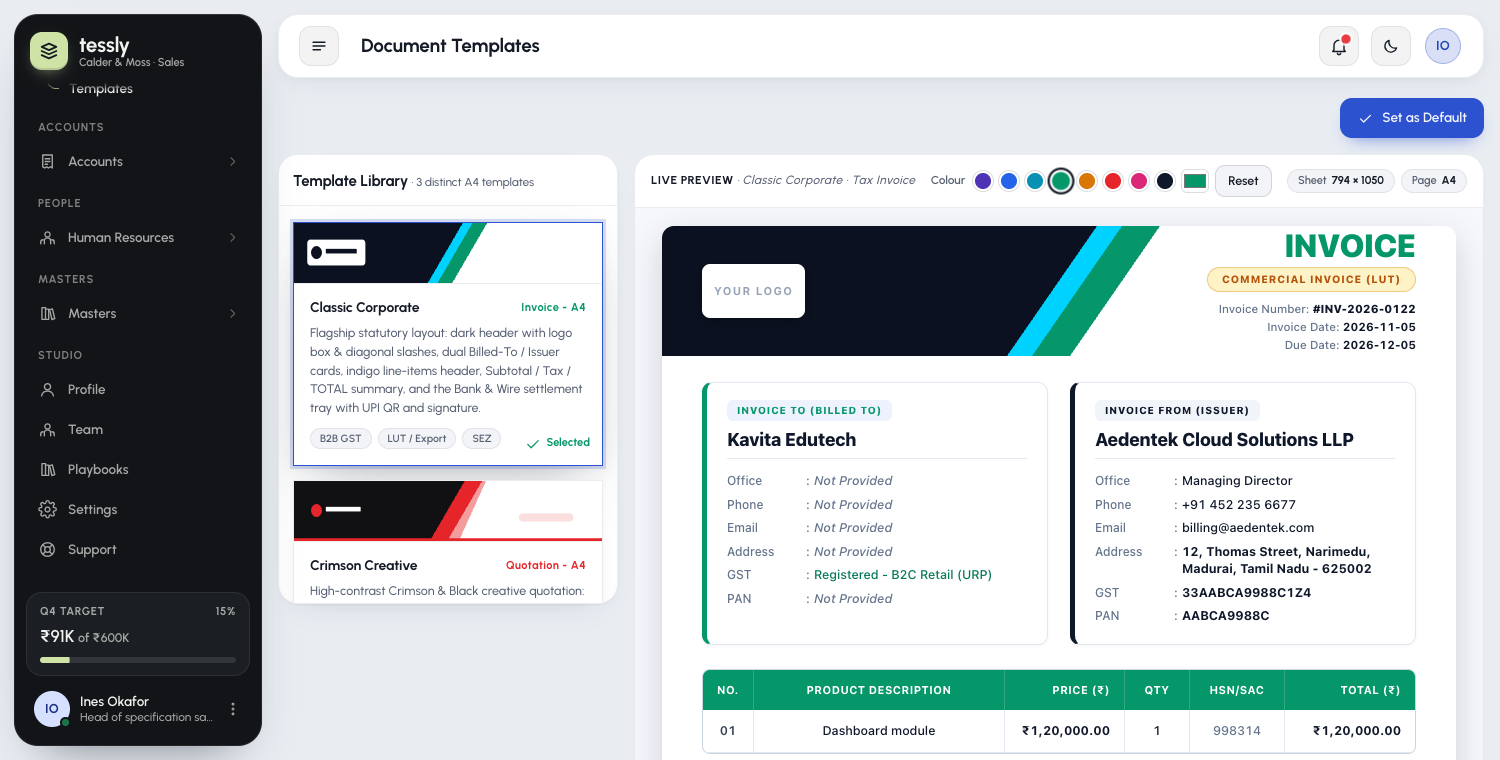 tessly
Calder & Moss · Sales
Templates
ACCOUNTS
Accounts
PEOPLE
Human Resources
MASTERS
Masters
STUDIO
Profile
Team
Playbooks
Settings
Support
Q4 TARGET 15%
₹91K of ₹600K
IO
Ines Okafor
Head of specification sa...
Document Templates
IO
Set as Default
Template Library · 3 distinct A4 templates
Classic Corporate Invoice - A4
Flagship statutory layout: dark header with logo
box & diagonal slashes, dual Billed-To / Issuer
cards, indigo line-items header, Subtotal / Tax /
TOTAL summary, and the Bank & Wire settlement
tray with UPI QR and signature.
B2B GST LUT / Export SEZ Selected
Crimson Creative Quotation - A4
High-contrast Crimson & Black creative quotation:
LIVE PREVIEW · Classic Corporate · Tax Invoice Colour Reset Sheet 794 × 1050 Page A4
YOUR LOGO
INVOICE
COMMERCIAL INVOICE (LUT)
Invoice Number: #INV-2026-0122
Invoice Date: 2026-11-05
Due Date: 2026-12-05
INVOICE TO (BILLED TO)
Kavita Edutech
Office : Not Provided
Phone : Not Provided
Email : Not Provided
Address : Not Provided
GST : Registered - B2C Retail (URP)
PAN : Not Provided
INVOICE FROM (ISSUER)
Aedentek Cloud Solutions LLP
Office : Managing Director
Phone : +91 452 235 6677
Email : billing@aedentek.com
Address : 12, Thomas Street, Narimedu,
Madurai, Tamil Nadu - 625002
GST : 33AABCA9988C1Z4
PAN : AABCA9988C
NO. PRODUCT DESCRIPTION PRICE (₹) QTY HSN/SAC TOTAL (₹)
01 Dashboard module ₹1,20,000.00 1 998314 ₹1,20,000.00